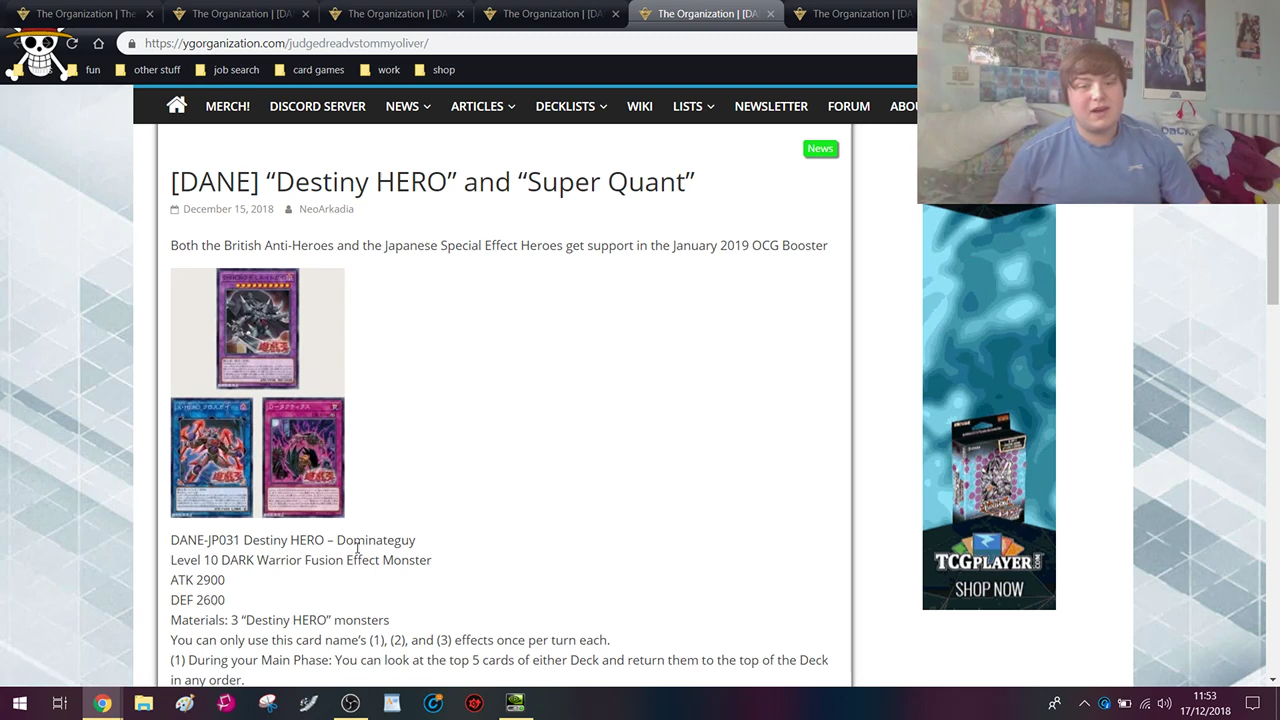 The Organization | The
The Organization | [DA
The Organization | [DA
The Organization | [DA
The Organization | [DA
The Organization | [DA
https://ygorganization.com/judgedreadvstommyoliver/
fun
other stuff
job search
card games
work
shop
MERCH!
DISCORD SERVER
NEWS
ARTICLES
DECKLISTS
WIKI
LISTS
NEWSLETTER
FORUM
ABOU
News
[DANE] “Destiny HERO” and “Super Quant”
December 15, 2018
NeoArkadia
Both the British Anti-Heroes and the Japanese Special Effect Heroes get support in the January 2019 OCG Booster
DANE-JP031 Destiny HERO – Dominateguy
Level 10 DARK Warrior Fusion Effect Monster
ATK 2900
DEF 2600
Materials: 3 “Destiny HERO” monsters
You can only use this card name’s (1), (2), and (3) effects once per turn each.
(1) During your Main Phase: You can look at the top 5 cards of either Deck and return them to the top of the Deck
in any order.
TCGPLAYER.COM
SHOP NOW
11:53
17/12/2018